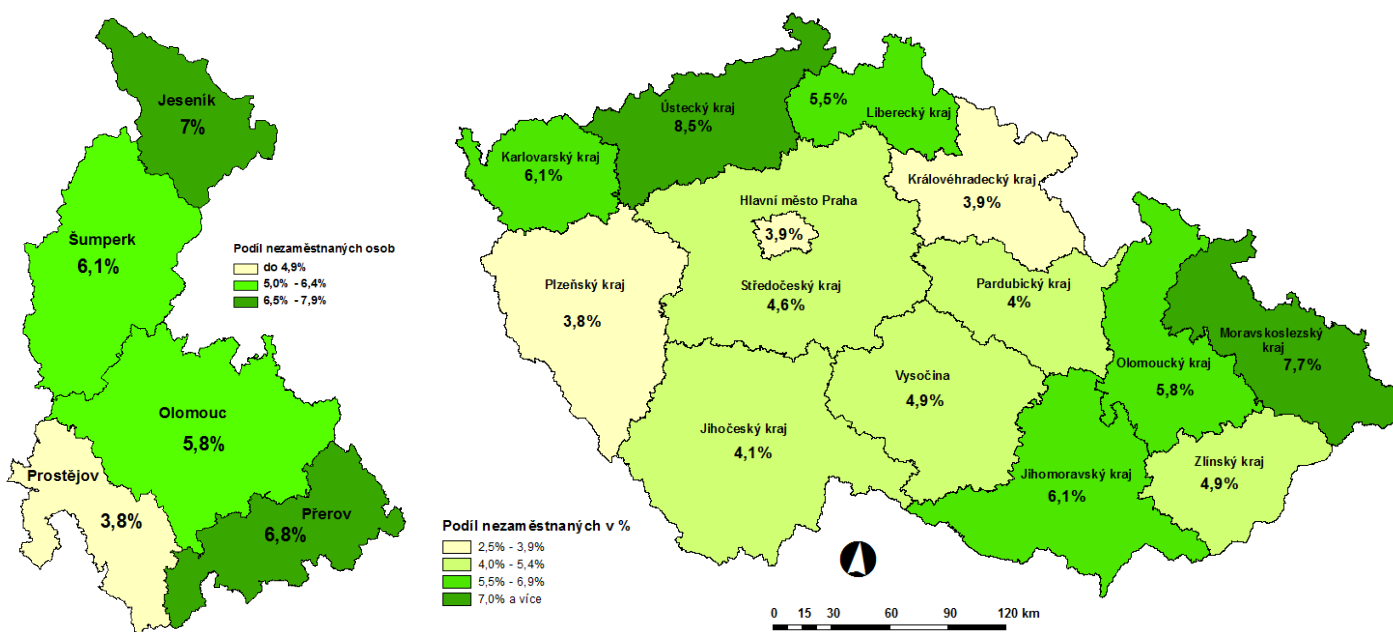 Jeseník
7%
Šumperk
6,1%
Podíl nezaměstnaných osob
do 4,9%
5,0% - 6,4%
6,5% - 7,9%
Olomouc
5,8%
Prostějov
3,8%
Přerov
6,8%
Ústecký kraj
8,5%
5,5%
Liberecký kraj
Karlovarský kraj
6,1%
Královéhradecký kraj
3,9%
Hlavní město Praha
3,9%
Plzeňský kraj
3,8%
Středočeský kraj
4,6%
Pardubický kraj
4%
Moravskoslezský
kraj
7,7%
Olomoucký kraj
5,8%
Vysočina
4,9%
Jihočeský kraj
4,1%
Jihomoravský kraj
6,1%
Zlínský kraj
4,9%
Podíl nezaměstnaných v %
2,5% - 3,9%
4,0% - 5,4%
5,5% - 6,9%
7,0% a více
0 15 30 60 90 120 km